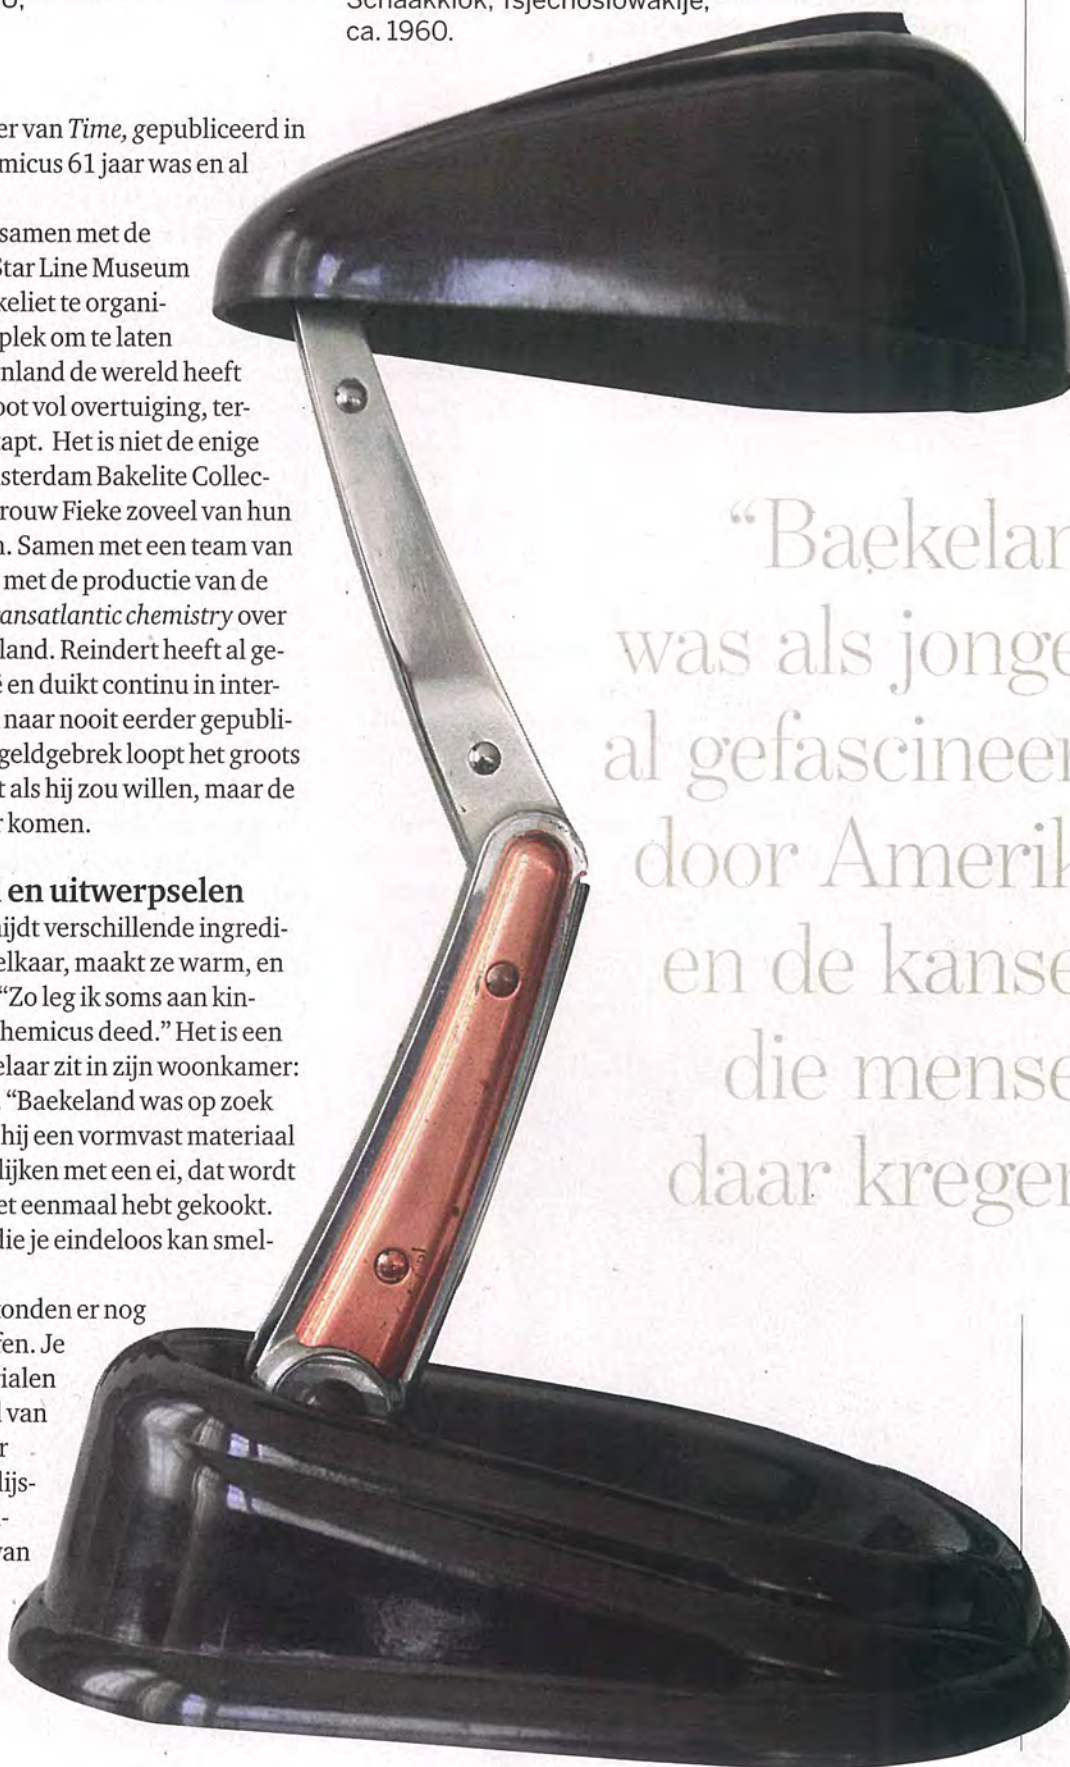 Schaakklok, Tsjechoslowakije,
ca. 1960.
er van Time, gepubliceerd in
micus 61 jaar was en al
samen met de
Star Line Museum
keliet te organi-
plek om te laten
nland de wereld heeft
oot vol overtuiging, ter-
apt. Het is niet de enige
sterdam Bakelite Collec-
rouw Fieke zoveel van hun
n. Samen met een team van
met de productie van de
ansatlantic chemistry over
land. Reindert heeft al ge-
ë en duikt continu in inter-
naar nooit eerder gepubli-
geldgebrek loopt het groots
t als hij zou willen, maar de
r komen.
en uitwerpselen
ijdt verschillende ingredi-
elkaar, maakt ze warm, en
“Zo leg ik soms aan kin-
hemicus deed.” Het is een
elaar zit in zijn woonkamer:
. “Baekeland was op zoek
hij een vormvast materiaal
lijken met een ei, dat wordt
et eenmaal hebt gekookt.
die je eindeloos kan smel-
onden er nog
fen. Je
ialen
l van
r
lijs-
-
van
“Baekelan
was als jonge
al gefascineer
door Amerik
en de kanse
die mense
daar kregen